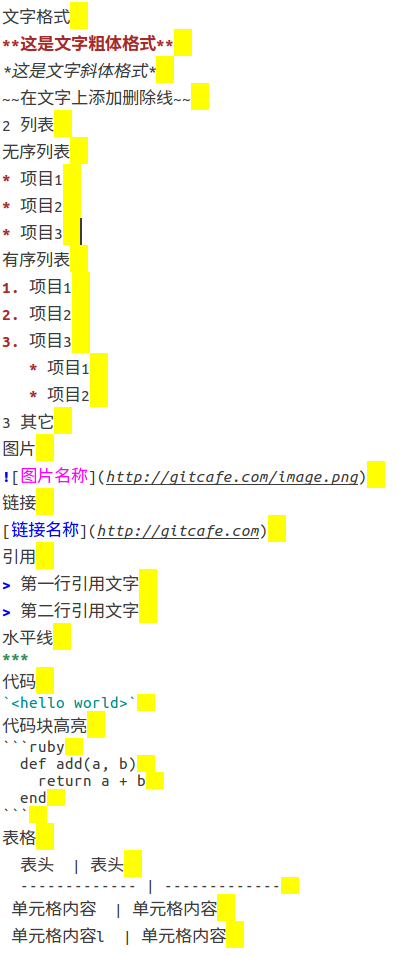 文字格式
**这是文字粗体格式**
*这是文字斜体格式*
~~在文字上添加删除线~~
2 列表
无序列表
* 项目1
* 项目2
* 项目3
有序列表
1. 项目1
2. 项目2
3. 项目3
   * 项目1
   * 项目2
3 其它
图片
![图片名称](http://gitcafe.com/image.png)
链接
[链接名称](http://gitcafe.com)
引用
> 第一行引用文字
> 第二行引用文字
水平线
***
代码
`<hello world>`
代码块高亮
```ruby
  def add(a, b)
    return a + b
  end
```
表格
  表头  | 表头
  ------------- | -------------
 单元格内容  | 单元格内容
 单元格内容l  | 单元格内容